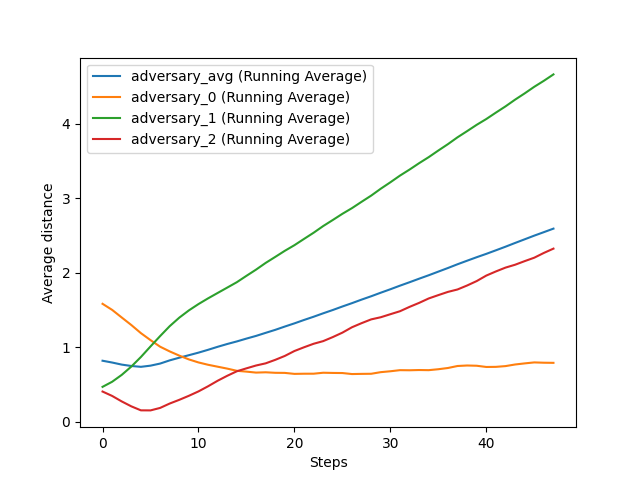 adversary_avg (Running Average)
adversary_0 (Running Average)
adversary_1 (Running Average)
adversary_2 (Running Average)
Average distance
4
3
2
1
0
0 10 20 30 40
Steps